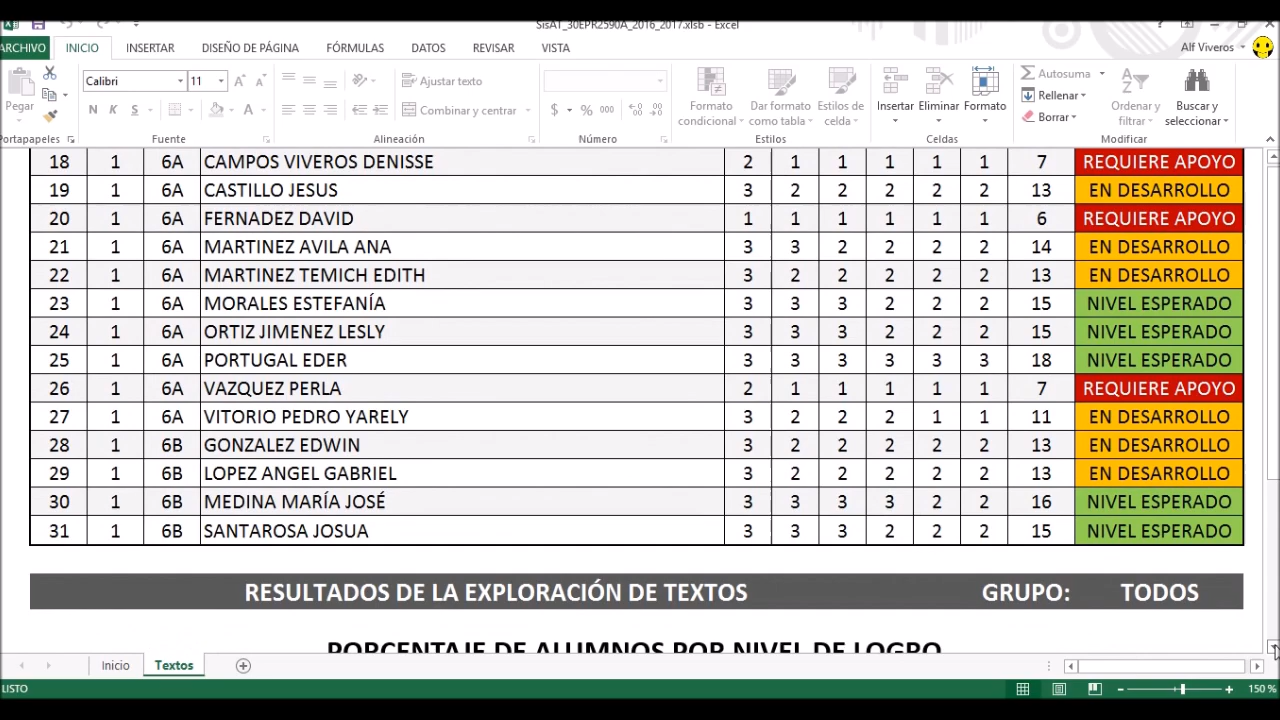 SisAT_30EPR2590A_2016_2017.xlsb - Excel
ARCHIVO INICIO INSERTAR DISEÑO DE PÁGINA FÓRMULAS DATOS REVISAR VISTA Alf Viveros
Calibri 11 Ajustar texto Autosuma
Pegar N K S Combinar y centrar $ % 000 Formato condicional Dar formato como tabla Estilos de celda Insertar Eliminar Formato Rellenar Borrar Ordenar y filtrar Buscar y seleccionar
Portapapeles Fuente Alineación Número Estilos Celdas Modificar
18 1 6A CAMPOS VIVEROS DENISSE 2 1 1 1 1 1 7 REQUIERE APOYO
19 1 6A CASTILLO JESUS 3 2 2 2 2 2 13 EN DESARROLLO
20 1 6A FERNADEZ DAVID 1 1 1 1 1 1 6 REQUIERE APOYO
21 1 6A MARTINEZ AVILA ANA 3 3 2 2 2 2 14 EN DESARROLLO
22 1 6A MARTINEZ TEMICH EDITH 3 2 2 2 2 2 13 EN DESARROLLO
23 1 6A MORALES ESTEFANÍA 3 3 3 2 2 2 15 NIVEL ESPERADO
24 1 6A ORTIZ JIMENEZ LESLY 3 3 3 2 2 2 15 NIVEL ESPERADO
25 1 6A PORTUGAL EDER 3 3 3 3 3 3 18 NIVEL ESPERADO
26 1 6A VAZQUEZ PERLA 2 1 1 1 1 1 7 REQUIERE APOYO
27 1 6A VITORIO PEDRO YARELY 3 2 2 2 1 1 11 EN DESARROLLO
28 1 6B GONZALEZ EDWIN 3 2 2 2 2 2 13 EN DESARROLLO
29 1 6B LOPEZ ANGEL GABRIEL 3 2 2 2 2 2 13 EN DESARROLLO
30 1 6B MEDINA MARÍA JOSÉ 3 3 3 3 2 2 16 NIVEL ESPERADO
31 1 6B SANTAROSA JOSUA 3 3 3 2 2 2 15 NIVEL ESPERADO
RESULTADOS DE LA EXPLORACIÓN DE TEXTOS GRUPO: TODOS
PORCENTAJE DE ALUMNOS POR NIVEL DE LOGRO
Inicio Textos
LISTO 150 %